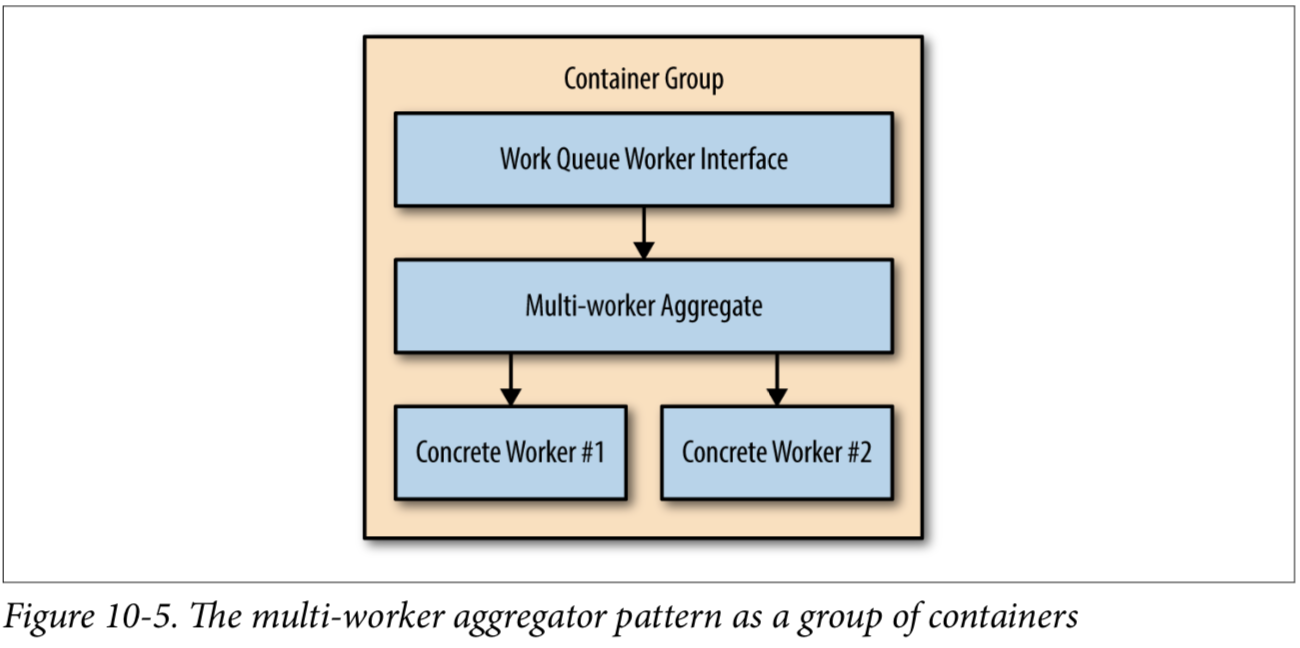 Container Group
Work Queue Worker Interface
Multi-worker Aggregate
Concrete Worker #1
Concrete Worker #2
Figure 10-5. The multi-worker aggregator pattern as a group of containers